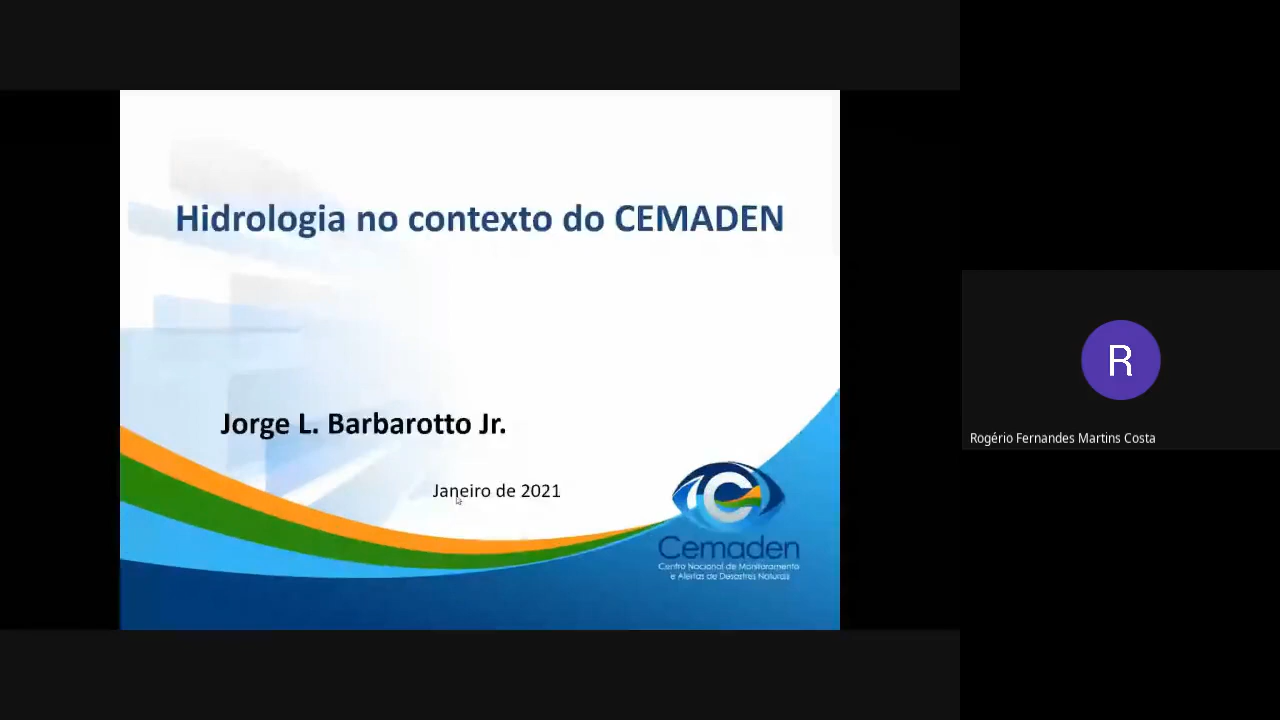 Hidrologia no contexto do CEMADEN
Jorge L. Barbarotto Jr.
Janeiro de 2021
Cemaden
Centro Nacional de Monitoramento
e Alertas de Desastres Naturais
R
Rogério Fernandes Martins Costa